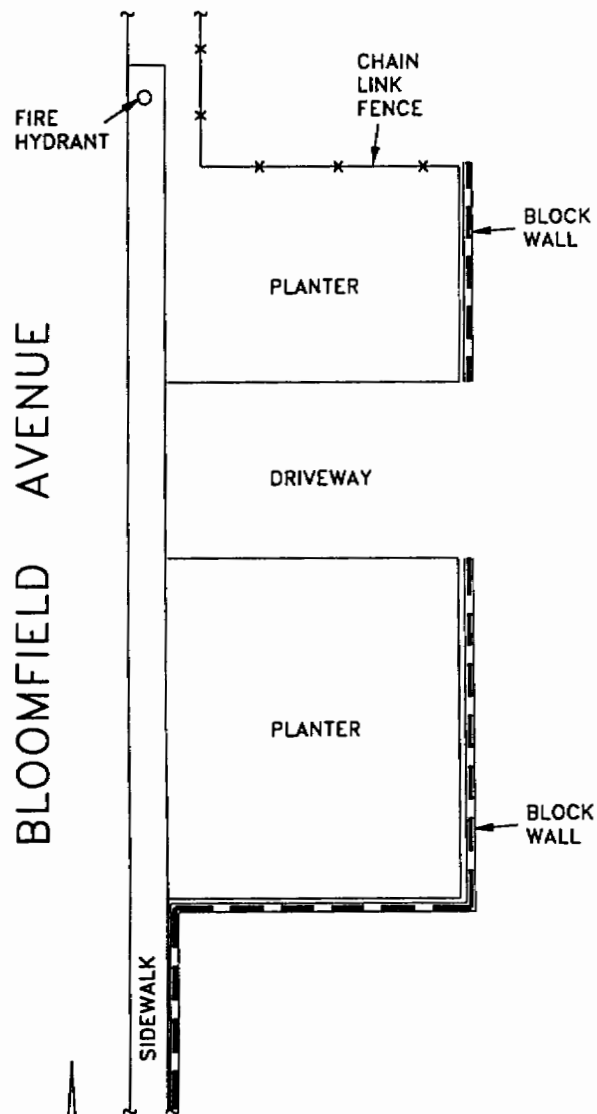 CHAIN
LINK
FENCE
FIRE
HYDRANT
BLOCK
WALL
PLANTER
BLOOMFIELD AVENUE
DRIVEWAY
PLANTER
BLOCK
WALL
SIDEWALK